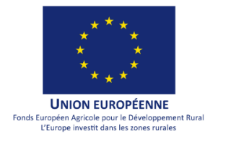 UNION EUROPÉENNE
Fonds Européen Agricole pour le Développement Rural
L'Europe investit dans les zones rurales